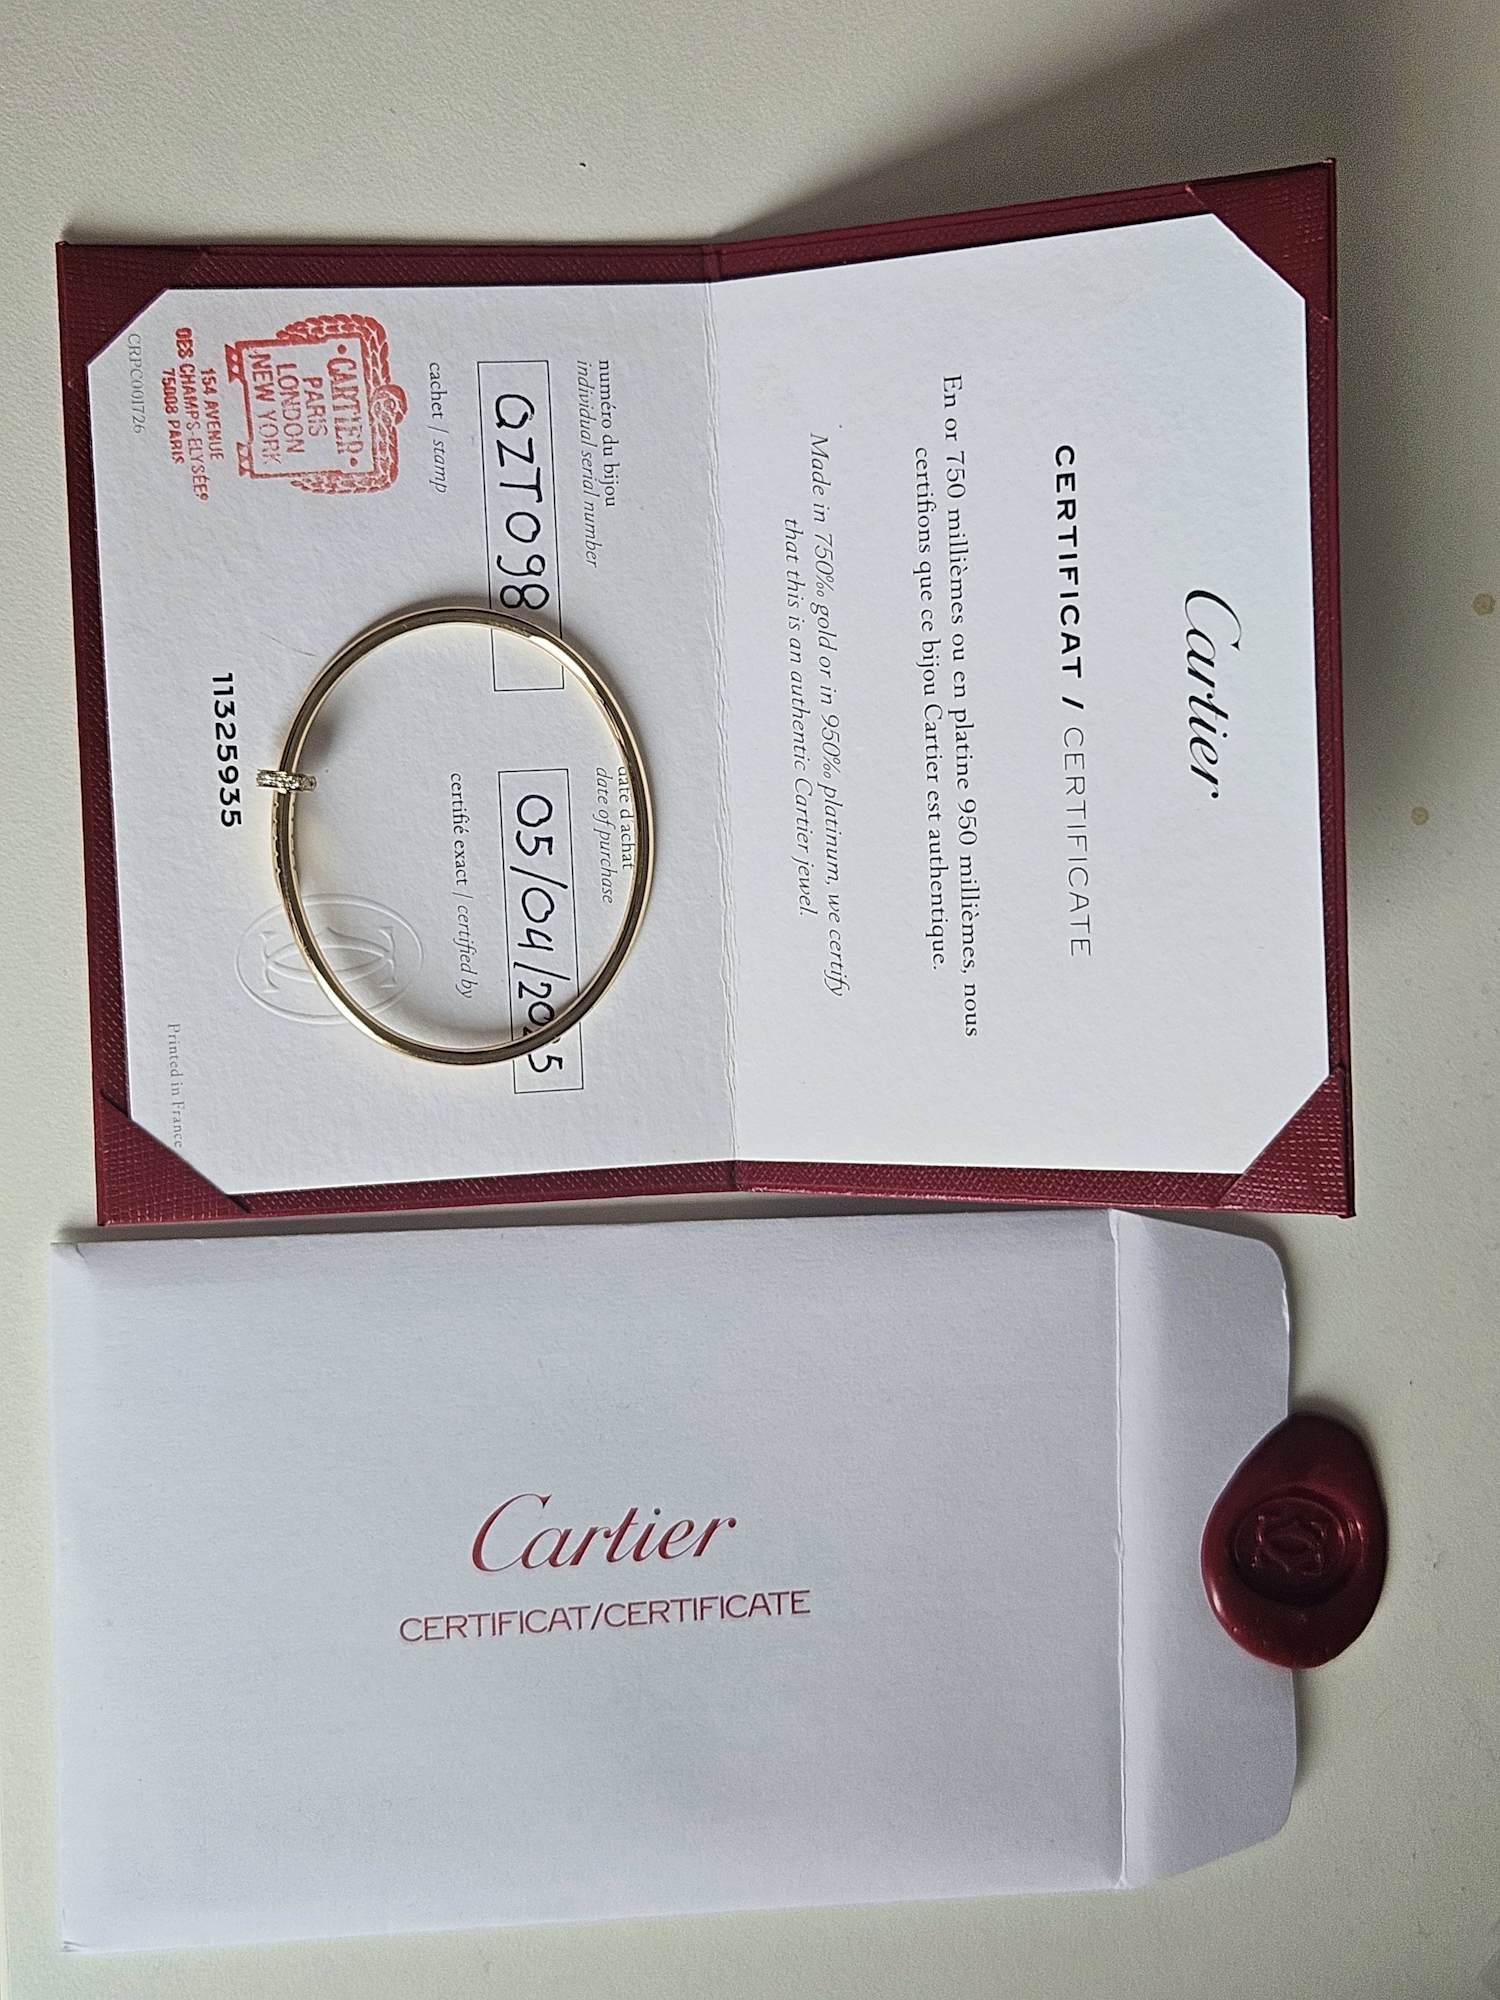 Cartier
CERTIFICAT / CERTIFICATE
En or 750 millièmes ou en platine 950 millièmes, nous
certifions que ce bijou Cartier est authentique.
Made in 750‰ gold or in 950‰ platinum, we certify
that this is an authentic Cartier jewel.
numéro du bijou
individual serial number
QZT098
date d'achat
date of purchase
05/04/2025
cachet / stamp
certifié exact / certified by
·CARTIER·
PARIS
LONDON
NEW YORK
154 AVENUE
DES CHAMPS-ELYSÉES
75008 PARIS
11325935
CRPC001726
Printed in France
Cartier
CERTIFICAT/CERTIFICATE